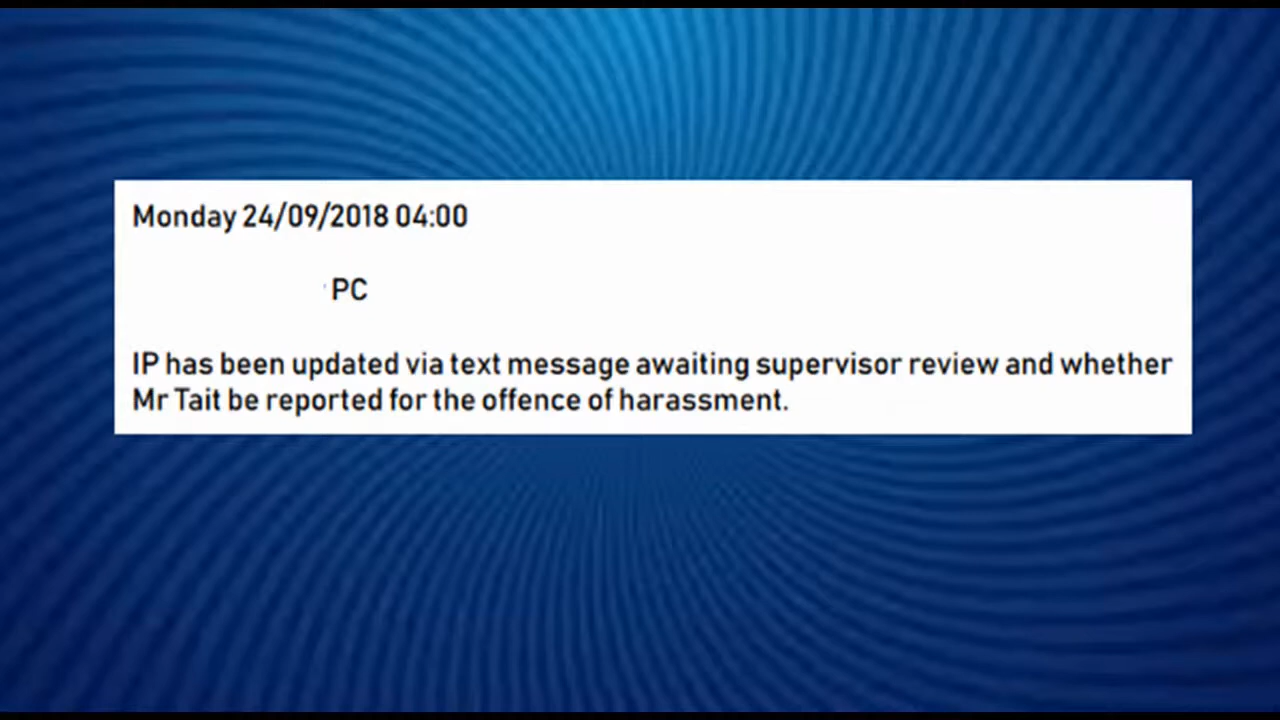 Monday 24/09/2018 04:00
PC
IP has been updated via text message awaiting supervisor review and whether
Mr Tait be reported for the offence of harassment.